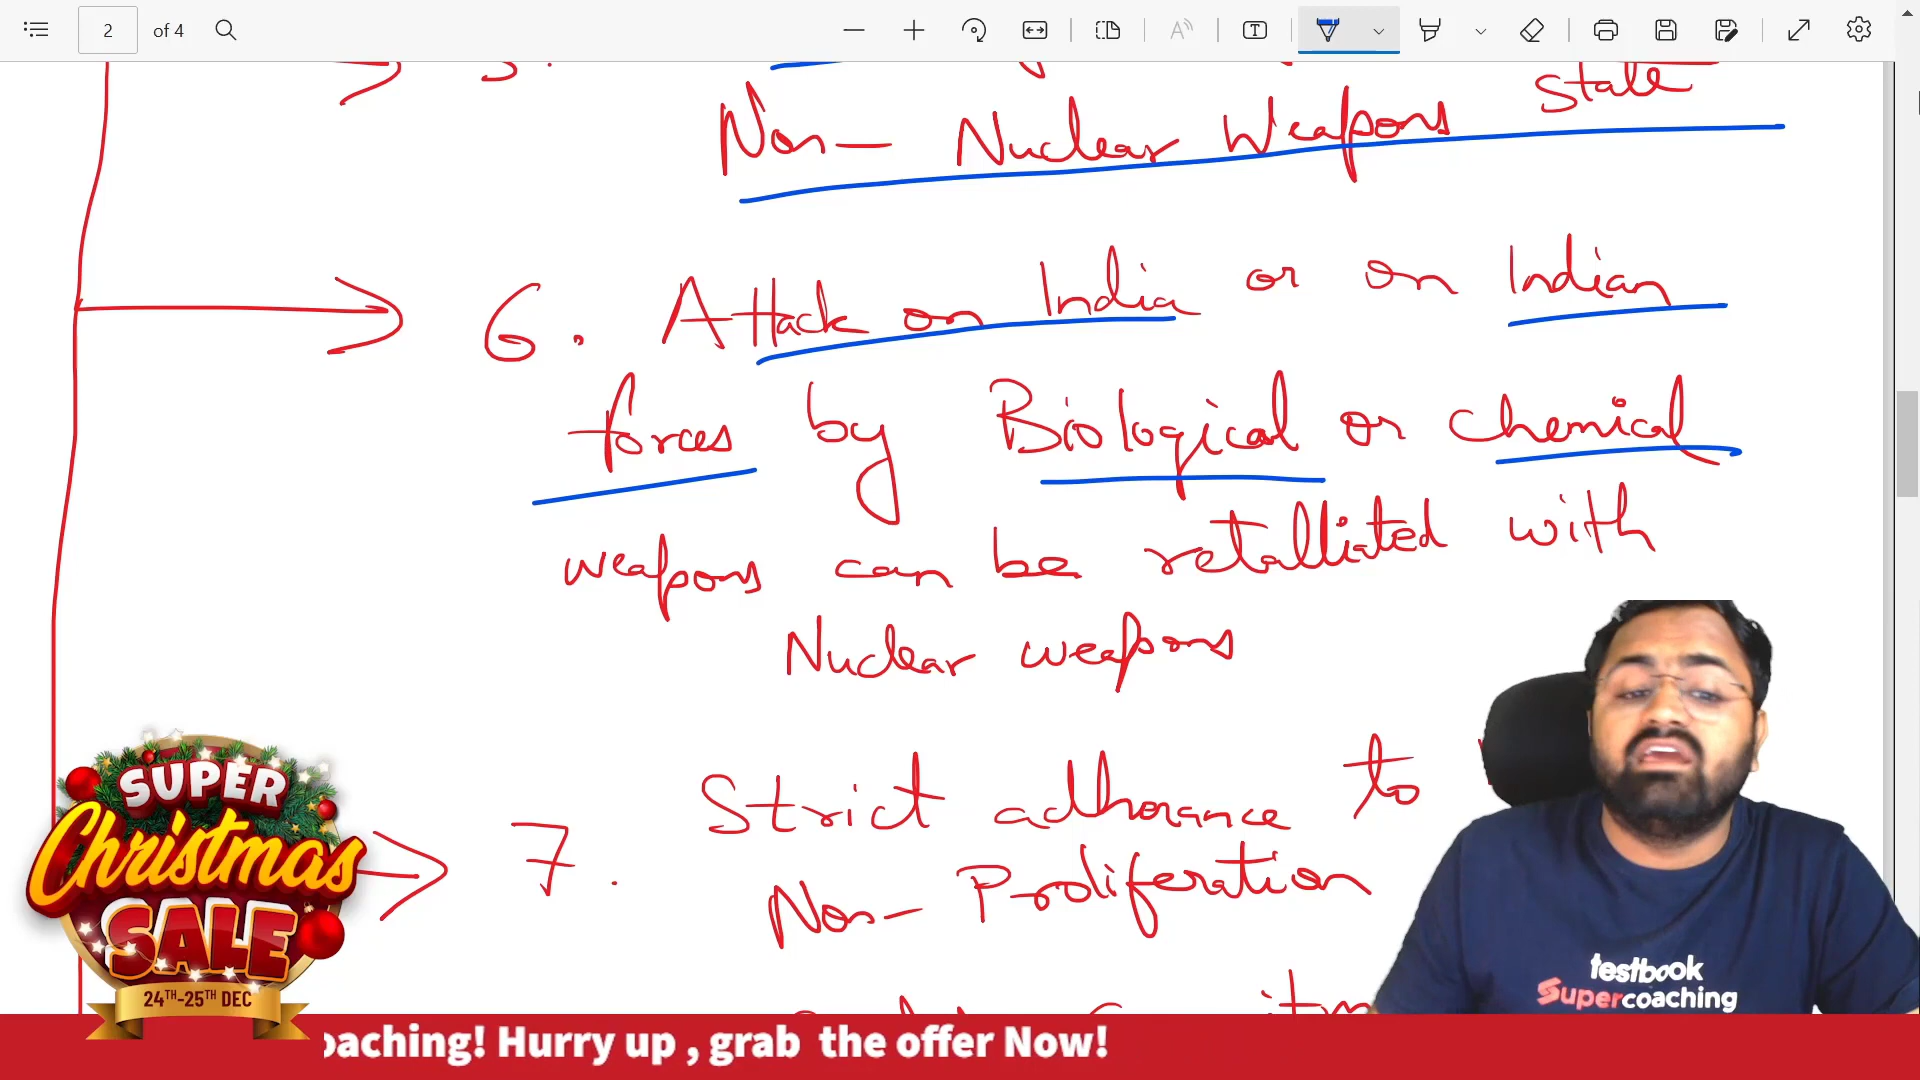 2 of 4
State
Non- Nuclear Weapons
6. Attack on India or on Indian
forces by Biological or chemical
weapons can be retalliated with
Nuclear weapons
7. Strict adherance to
Non- Proliferation
SUPER
Christmas
SALE
24TH-25TH DEC
testbook
Supercoaching
oaching! Hurry up , grab the offer Now!